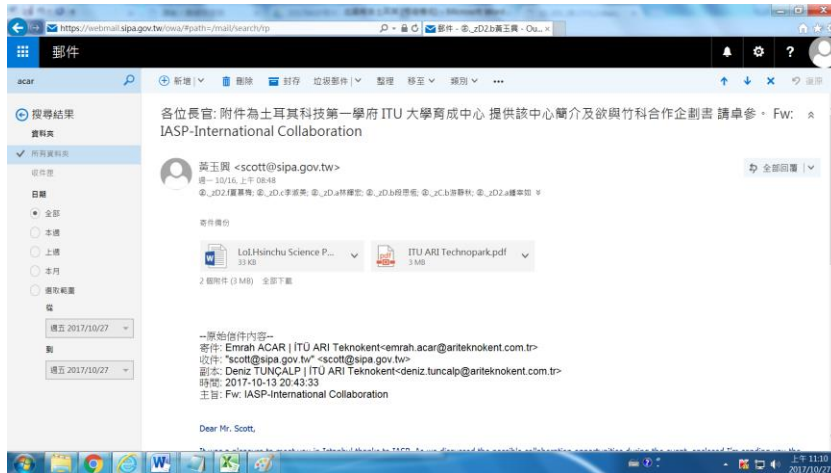 https://webmail.sipa.gov.tw/owa/#path=/mail/search/rp
郵件 - ②_zD2.b黃玉興 - Ou...
郵件
acar
新增
刪除
封存
垃圾郵件
整理
移至
類別
搜尋結果
資料夾
所有資料夾
收件匣
日期
全部
本週
上週
本月
選取範圍
從
週五 2017/10/27
到
週五 2017/10/27
各位長官: 附件為土耳其科技第一學府 ITU 大學育成中心 提供該中心簡介及欲與竹科合作企劃書 請卓參。 Fw:
IASP-International Collaboration
黃玉興 <scott@sipa.gov.tw>
週一 10/16, 上午 08:48
全部回覆
寄件備份
LoI.Hsinchu Science P...
33 KB
ITU ARI Technopark.pdf
3 MB
2 個附件 (3 MB) 全部下載
--原始信件內容--
寄件: Emrah ACAR | İTÜ ARI Teknokent<emrah.acar@ariteknokent.com.tr>
收件: "scott@sipa.gov.tw" <scott@sipa.gov.tw>
副本: Deniz TUNÇALP | İTÜ ARI Teknokent<deniz.tuncalp@ariteknokent.com.tr>
時間: 2017-10-13 20:43:33
主旨: Fw: IASP-International Collaboration
Dear Mr. Scott,
上午 11:10
2017/10/27